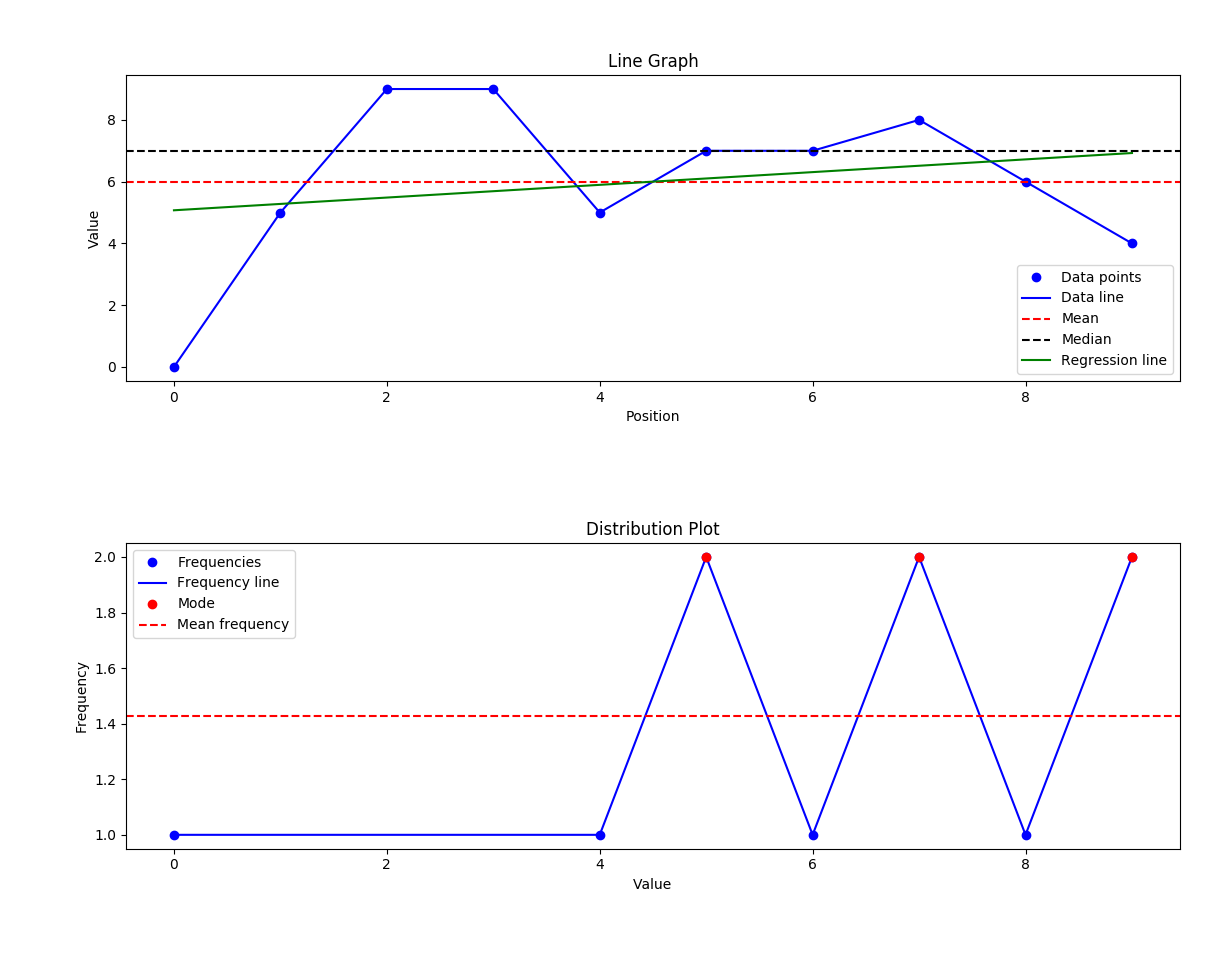 Line Graph
8
6
4
2
0
Value
0 2 4 6 8
Position
Data points
Data line
Mean
Median
Regression line
Distribution Plot
2.0
1.8
1.6
1.4
1.2
1.0
Frequency
Frequencies
Frequency line
Mode
Mean frequency
0 2 4 6 8
Value